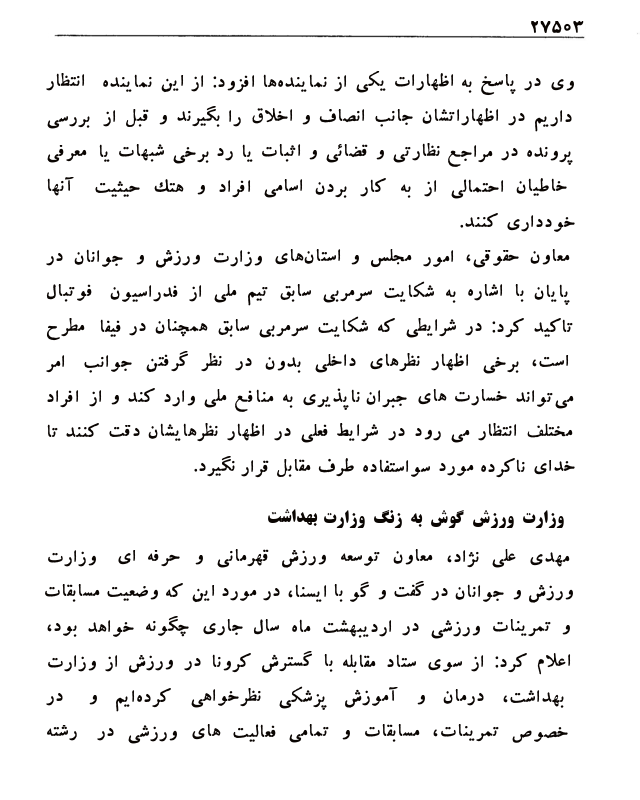 ۲۷۵۰۳
وی در پاسخ به اظهارات یکی از نماینده‌ها افزود: از این نماینده انتظار
داریم در اظهاراتشان جانب انصاف و اخلاق را بگیرند و قبل از بررسی
پرونده در مراجع نظارتی و قضائی و اثبات یا رد برخی شبهات یا معرفی
خاطیان احتمالی از به کار بردن اسامی افراد و هتك حیثیت آنها
خودداری کنند.
معاون حقوقی، امور مجلس و استان‌های وزارت ورزش و جوانان در
پایان با اشاره به شکایت سرمربی سابق تیم ملی از فدراسیون فوتبال
تاکید کرد: در شرایطی که شکایت سرمربی سابق همچنان در فیفا مطرح
است، برخی اظهار نظرهای داخلی بدون در نظر گرفتن جوانب امر
می‌تواند خسارت های جبران ناپذیری به منافع ملی وارد کند و از افراد
مختلف انتظار می رود در شرایط فعلی در اظهار نظرهایشان دقت کنند تا
خدای ناکرده مورد سواستفاده طرف مقابل قرار نگیرد.
وزارت ورزش گوش به زنگ وزارت بهداشت
مهدی علی نژاد، معاون توسعه ورزش قهرمانی و حرفه ای وزارت
ورزش و جوانان در گفت و گو با ایسنا، در مورد این که وضعیت مسابقات
و تمرینات ورزشی در اردیبهشت ماه سال جاری چگونه خواهد بود،
اعلام کرد: از سوی ستاد مقابله با گسترش کرونا در ورزش از وزارت
بهداشت، درمان و آموزش پزشکی نظرخواهی کرده‌ایم و در
خصوص تمرینات، مسابقات و تمامی فعالیت های ورزشی در رشته